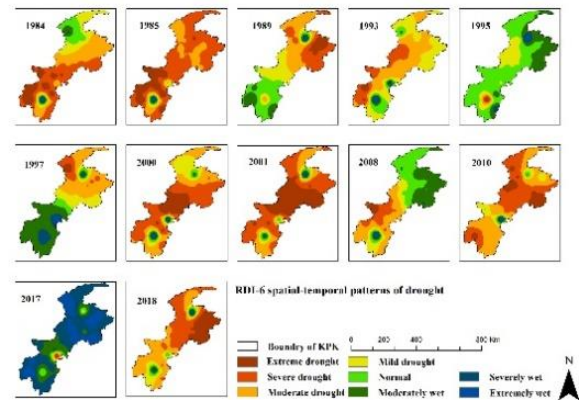 1984
1985
1989
1993
1995
1997
2000
2001
2008
2010
2017
2018
RDI-6 spatial-temporal patterns of drought
0 200 400 800 km
Boundry of KPK
Extreme drought
Mild drought
Severe drought
Normal
Severely wet
Moderate drought
Moderately wet
Extremely wet
N